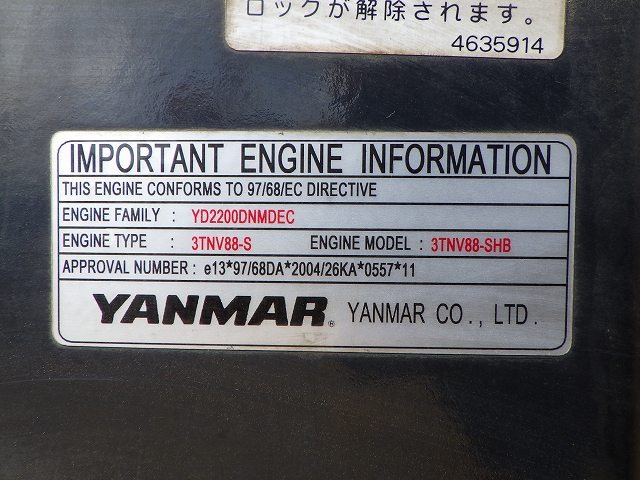 ロックが解除されます。
4635914
IMPORTANT ENGINE INFORMATION
THIS ENGINE CONFORMS TO 97/68/EC DIRECTIVE
ENGINE FAMILY : YD2200DNMDEC
ENGINE TYPE : 3TNV88-S ENGINE MODEL : 3TNV88-SHB
APPROVAL NUMBER : e13*97/68DA*2004/26KA*0557*11
YANMAR® YANMAR CO., LTD.